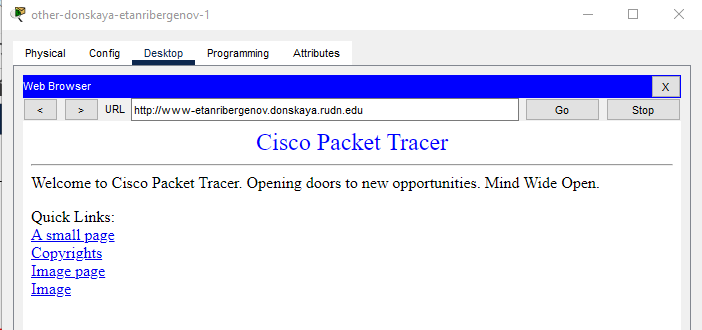 other-donskaya-etanribergenov-1
Physical Config Desktop Programming Attributes
Web Browser X
< > URL http://www-etanribergenov.donskaya.rudn.edu Go Stop
Cisco Packet Tracer
Welcome to Cisco Packet Tracer. Opening doors to new opportunities. Mind Wide Open.
Quick Links:
A small page
Copyrights
Image page
Image